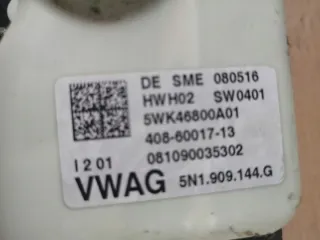 DE SME 080516
HWH02 SW0401
5WK46800A01
408-60017-13
I 2 01 081090035302
VWAG 5N1.909.144.G